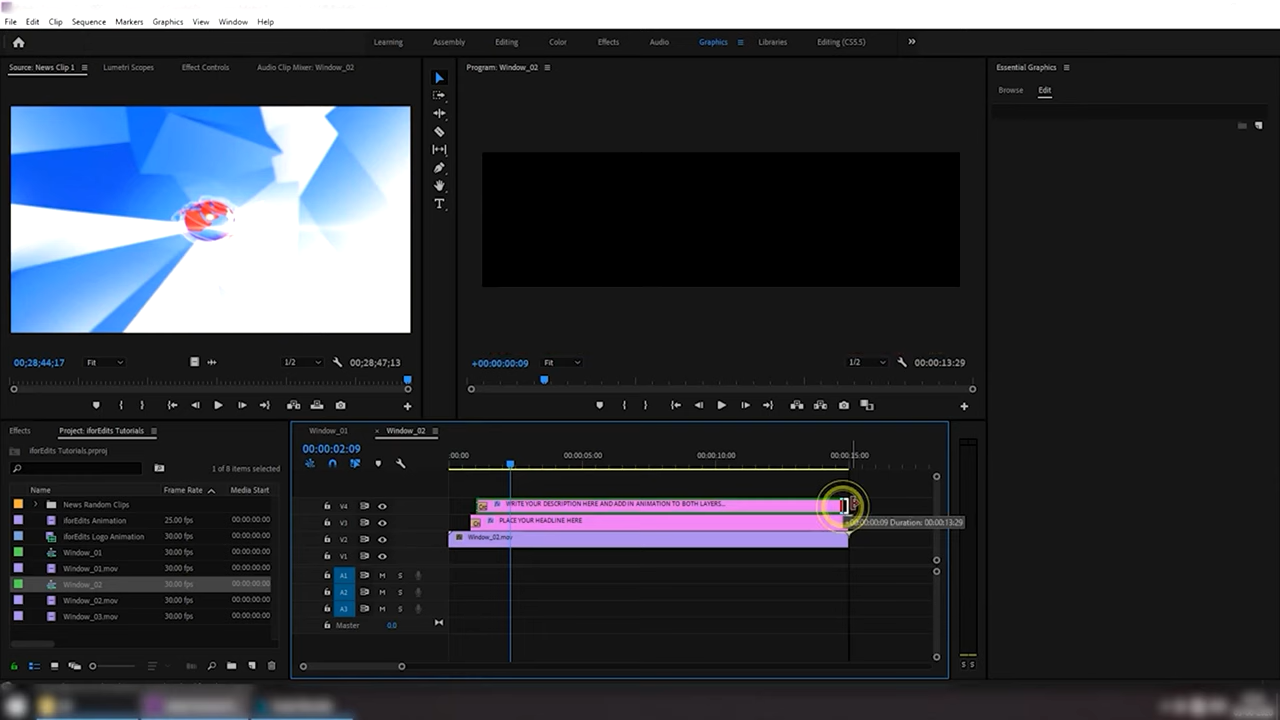 File Edit Clip Sequence Markers Graphics View Window Help
Learning Assembly Editing Color Effects Audio Graphics Libraries Editing (CS5.5)
Source: News Clip 1 Lumetri Scopes Effect Controls Audio Clip Mixer: Window_02
Program: Window_02
Essential Graphics
Browse Edit
00;28;44;17 Fit 1/2 00;28;47;13
+00:00:00:09 Fit 1/2 00:00:13:29
Effects Project: iforEdits Tutorials
iforEdits Tutorials.prproj
1 of 8 items selected
Name Frame Rate Media Start
News Random Clips
iforEdits Animation 25.00 fps 00:00:00:00
iforEdits Logo Animation 30.00 fps 00:00:00:00
Window_01 30.00 fps 00:00:00:00
Window_01.mov 30.00 fps 00:00:00:00
Window_02 30.00 fps 00:00:00:00
Window_02.mov 30.00 fps 00:00:00:00
Window_03.mov 30.00 fps 00:00:00:00
Window_01 × Window_02
00:00:02:09
:00:00 00:00:05:00 00:00:10:00 00:00:15:00
V4 WRITE YOUR DESCRIPTION HERE AND ADD IN ANIMATION TO BOTH LAYERS...
V3 PLACE YOUR HEADLINE HERE
+00:00:00:09 Duration: 00:00:13:29
V2 Window_02.mov
V1
A1 M S
A2 M S
A3 M S
Master 0.0
S S